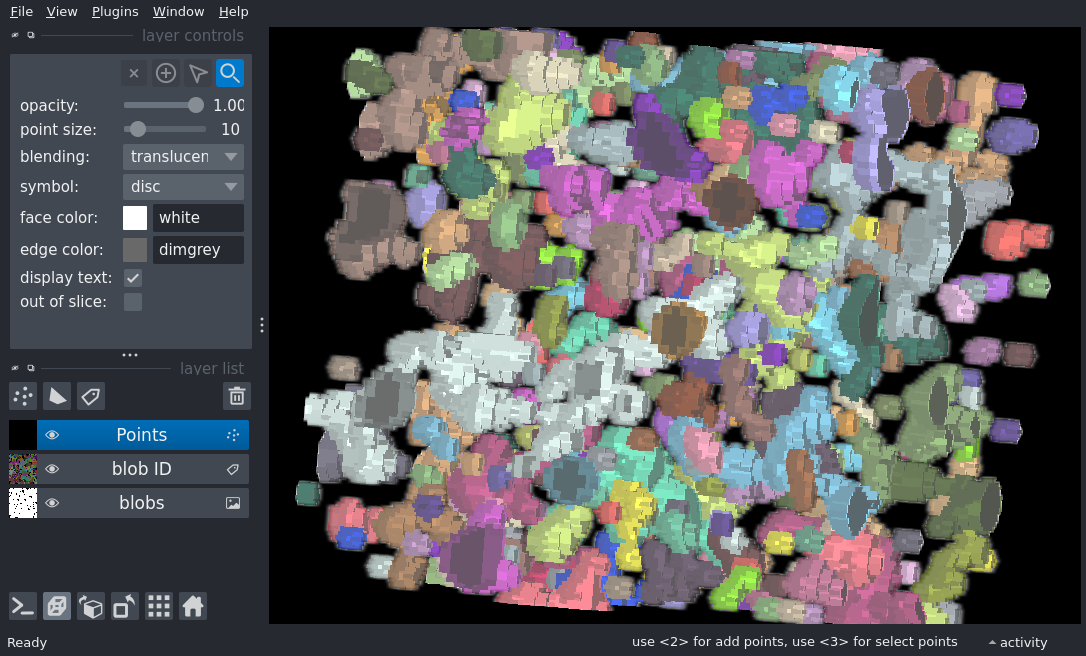 File View Plugins Window Help
layer controls
opacity: 1.00
point size: 10
blending: translucen
symbol: disc
face color: white
edge color: dimgrey
display text:
out of slice:
layer list
Points
blob ID
blobs
Ready
use <2> for add points, use <3> for select points
activity